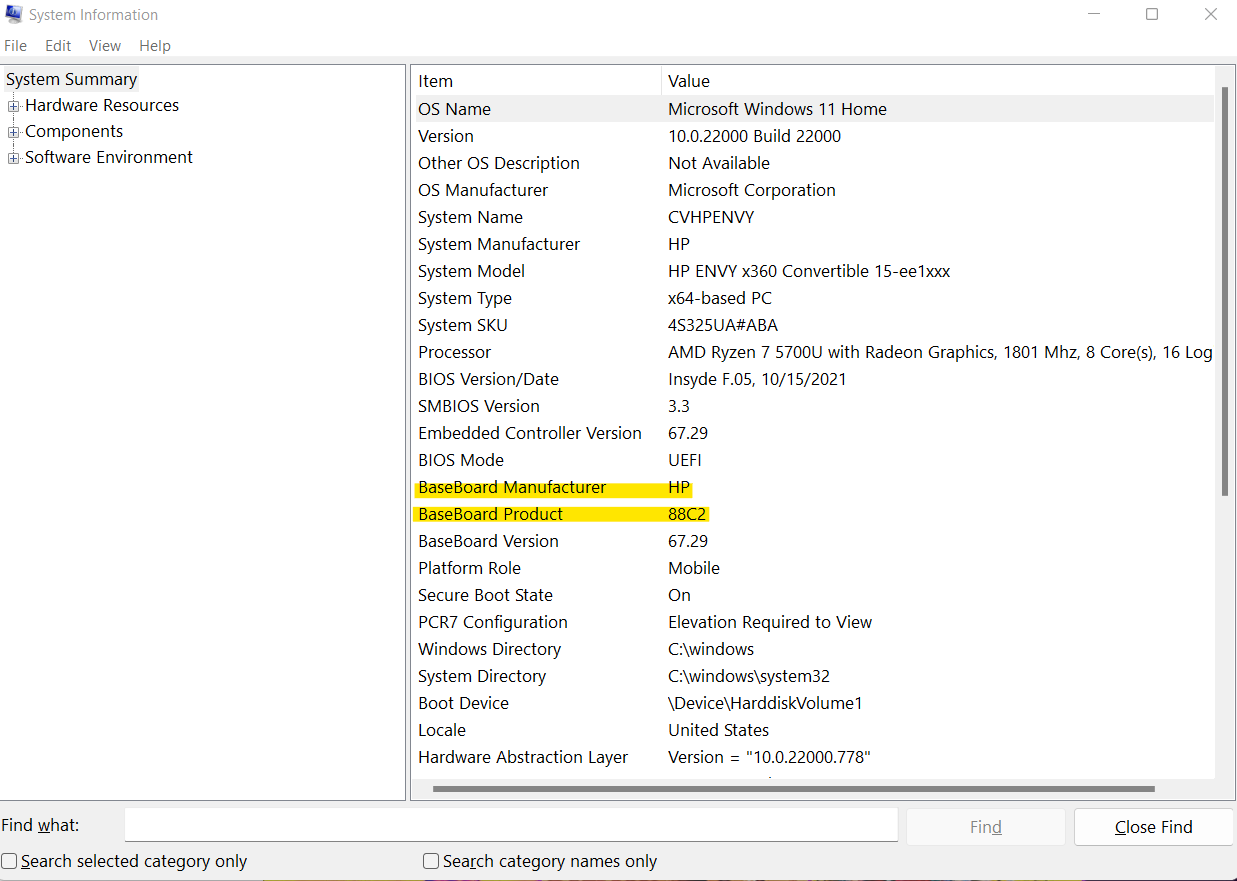 System Information
File Edit View Help
System Summary
Hardware Resources
Components
Software Environment
Item Value
OS Name Microsoft Windows 11 Home
Version 10.0.22000 Build 22000
Other OS Description Not Available
OS Manufacturer Microsoft Corporation
System Name CVHPENVY
System Manufacturer HP
System Model HP ENVY x360 Convertible 15-ee1xxx
System Type x64-based PC
System SKU 4S325UA#ABA
Processor AMD Ryzen 7 5700U with Radeon Graphics, 1801 Mhz, 8 Core(s), 16 Log
BIOS Version/Date Insyde F.05, 10/15/2021
SMBIOS Version 3.3
Embedded Controller Version 67.29
BIOS Mode UEFI
BaseBoard Manufacturer HP
BaseBoard Product 88C2
BaseBoard Version 67.29
Platform Role Mobile
Secure Boot State On
PCR7 Configuration Elevation Required to View
Windows Directory C:\windows
System Directory C:\windows\system32
Boot Device \Device\HarddiskVolume1
Locale United States
Hardware Abstraction Layer Version = "10.0.22000.778"
Find what: Find Close Find
Search selected category only Search category names only